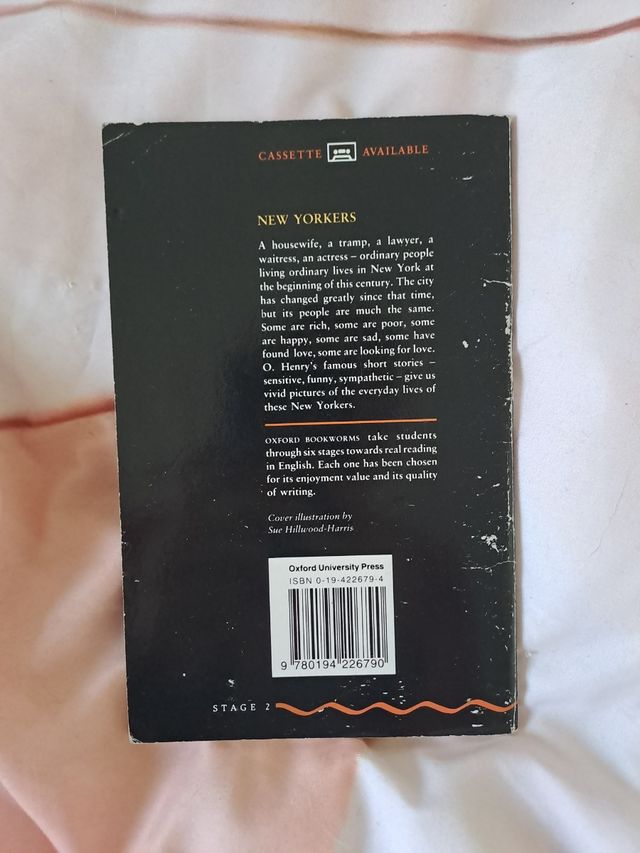 CASSETTE AVAILABLE
NEW YORKERS
A housewife, a tramp, a lawyer, a
waitress, an actress – ordinary people
living ordinary lives in New York at
the beginning of this century. The city
has changed greatly since that time,
but its people are much the same.
Some are rich, some are poor, some
are happy, some are sad, some have
found love, some are looking for love.
O. Henry's famous short stories –
sensitive, funny, sympathetic – give us
vivid pictures of the everyday lives of
these New Yorkers.
OXFORD BOOKWORMS take students
through six stages towards real reading
in English. Each one has been chosen
for its enjoyment value and its quality
of writing.
Cover illustration by
Sue Hillwood-Harris
Oxford University Press
ISBN 0-19-422679-4
9 780194 226790
STAGE 2